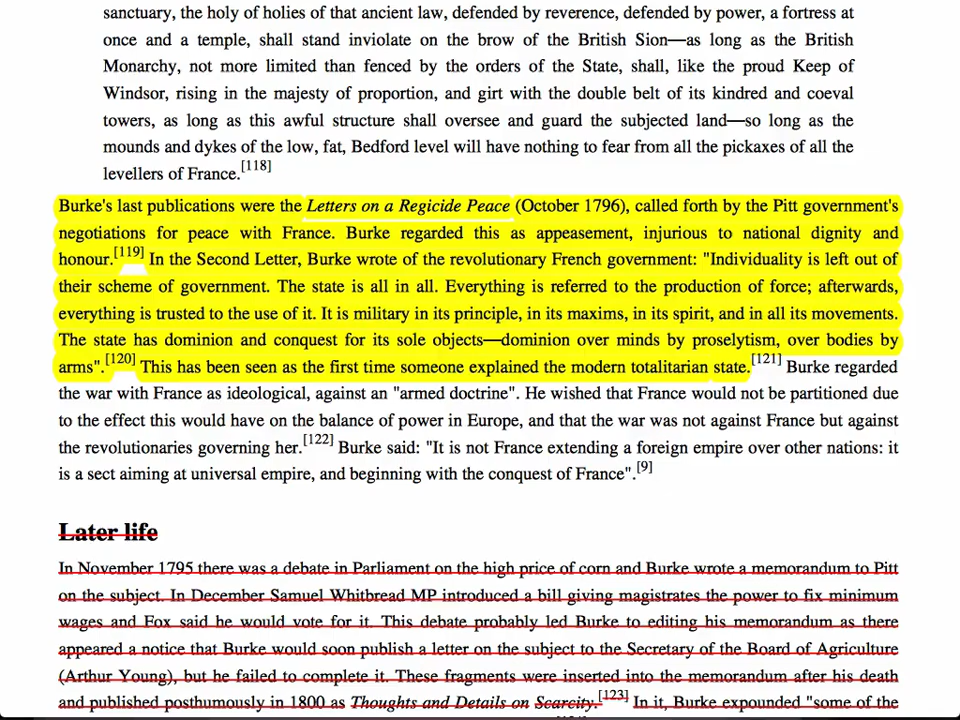 sanctuary, the holy of holies of that ancient law, defended by reverence, defended by power, a fortress at
once and a temple, shall stand inviolate on the brow of the British Sion—as long as the British
Monarchy, not more limited than fenced by the orders of the State, shall, like the proud Keep of
Windsor, rising in the majesty of proportion, and girt with the double belt of its kindred and coeval
towers, as long as this awful structure shall oversee and guard the subjected land—so long as the
mounds and dykes of the low, fat, Bedford level will have nothing to fear from all the pickaxes of all the
levellers of France.[118]
Burke's last publications were the Letters on a Regicide Peace (October 1796), called forth by the Pitt government's
negotiations for peace with France. Burke regarded this as appeasement, injurious to national dignity and
honour.[119] In the Second Letter, Burke wrote of the revolutionary French government: "Individuality is left out of
their scheme of government. The state is all in all. Everything is referred to the production of force; afterwards,
everything is trusted to the use of it. It is military in its principle, in its maxims, in its spirit, and in all its movements.
The state has dominion and conquest for its sole objects—dominion over minds by proselytism, over bodies by
arms".[120] This has been seen as the first time someone explained the modern totalitarian state.[121] Burke regarded
the war with France as ideological, against an "armed doctrine". He wished that France would not be partitioned due
to the effect this would have on the balance of power in Europe, and that the war was not against France but against
the revolutionaries governing her.[122] Burke said: "It is not France extending a foreign empire over other nations: it
is a sect aiming at universal empire, and beginning with the conquest of France".[9]
Later life
In November 1795 there was a debate in Parliament on the high price of corn and Burke wrote a memorandum to Pitt
on the subject. In December Samuel Whitbread MP introduced a bill giving magistrates the power to fix minimum
wages and Fox said he would vote for it. This debate probably led Burke to editing his memorandum as there
appeared a notice that Burke would soon publish a letter on the subject to the Secretary of the Board of Agriculture
(Arthur Young), but he failed to complete it. These fragments were inserted into the memorandum after his death
and published posthumously in 1800 as Thoughts and Details on Scarcity.[123] In it, Burke expounded "some of the